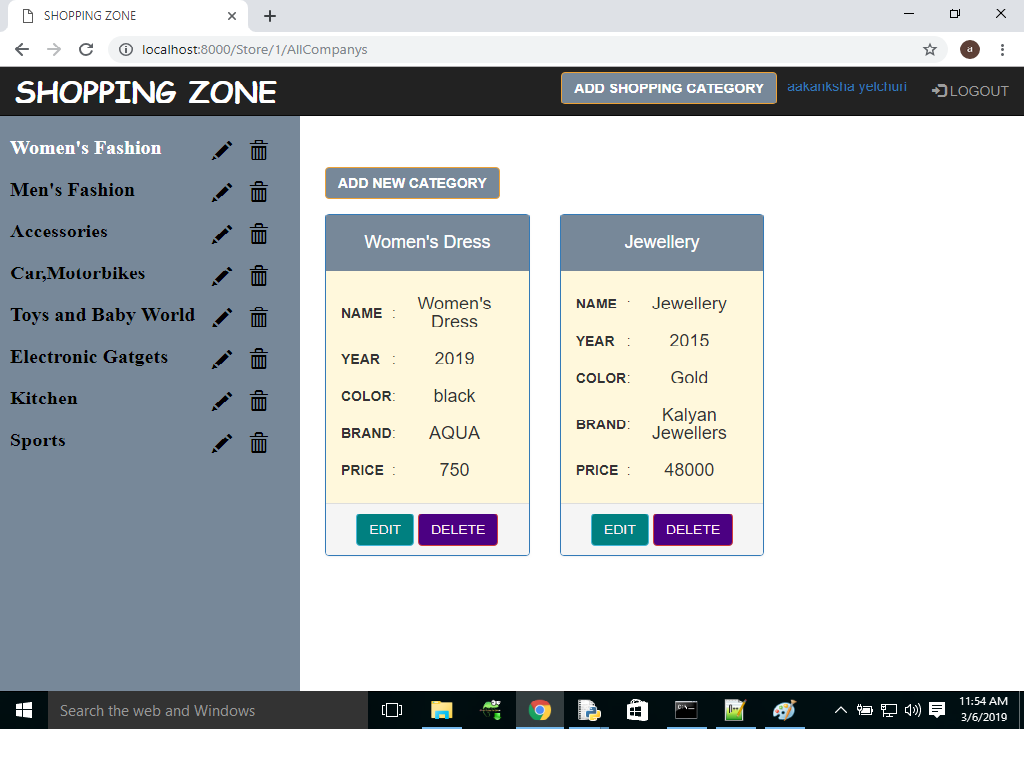 SHOPPING ZONE
localhost:8000/Store/1/AllCompanys
a
SHOPPING ZONE
ADD SHOPPING CATEGORY
aakanksha yelchuri
LOGOUT
Women's Fashion
Men's Fashion
Accessories
Car,Motorbikes
Toys and Baby World
Electronic Gatgets
Kitchen
Sports
ADD NEW CATEGORY
Women's Dress
NAME : Women's
Dress
YEAR : 2019
COLOR: black
BRAND: AQUA
PRICE : 750
EDIT DELETE
Jewellery
NAME : Jewellery
YEAR : 2015
COLOR: Gold
BRAND: Kalyan
Jewellers
PRICE : 48000
EDIT DELETE
Search the web and Windows
11:54 AM
3/6/2019